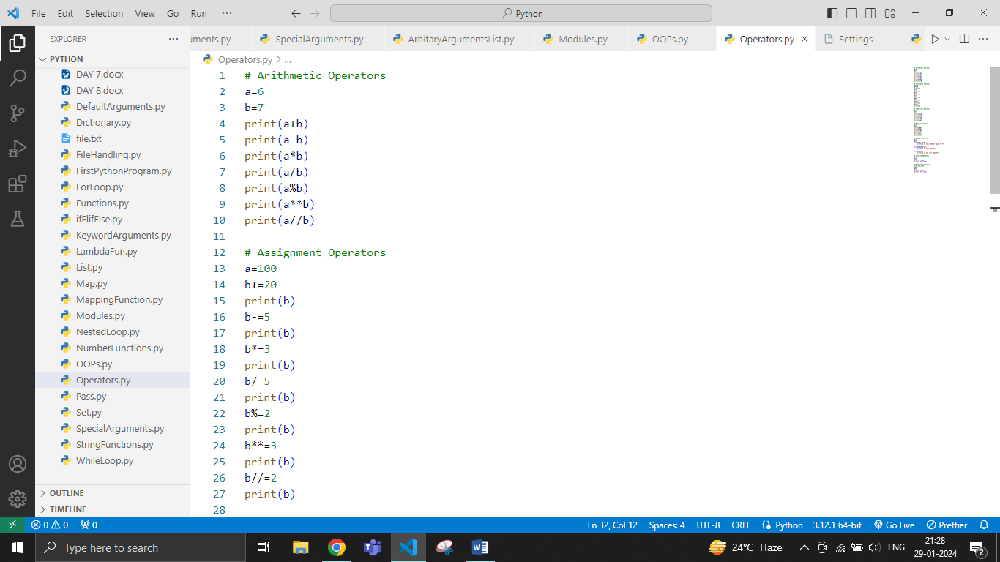 File Edit Selection View Go Run ··· Python
EXPLORER ···
PYTHON
DAY 7.docx
DAY 8.docx
DefaultArguments.py
Dictionary.py
file.txt
FileHandling.py
FirstPythonProgram.py
ForLoop.py
Functions.py
ifElifElse.py
KeywordArguments.py
LambdaFun.py
List.py
Map.py
MappingFunction.py
Modules.py
NestedLoop.py
NumberFunctions.py
OOPs.py
Operators.py
Pass.py
Set.py
SpecialArguments.py
StringFunctions.py
WhileLoop.py
OUTLINE
TIMELINE
uments.py SpecialArguments.py ArbitaryArgumentsList.py Modules.py OOPs.py Operators.py Settings
Operators.py > ...
1 # Arithmetic Operators
2 a=6
3 b=7
4 print(a+b)
5 print(a-b)
6 print(a*b)
7 print(a/b)
8 print(a%b)
9 print(a**b)
10 print(a//b)
11
12 # Assignment Operators
13 a=100
14 b+=20
15 print(b)
16 b-=5
17 print(b)
18 b*=3
19 print(b)
20 b/=5
21 print(b)
22 b%=2
23 print(b)
24 b**=3
25 print(b)
26 b//=2
27 print(b)
28
0 0 0 Ln 32, Col 12 Spaces: 4 UTF-8 CRLF Python 3.12.1 64-bit Go Live Prettier
Type here to search 24°C Haze ENG 21:28
29-01-2024 2